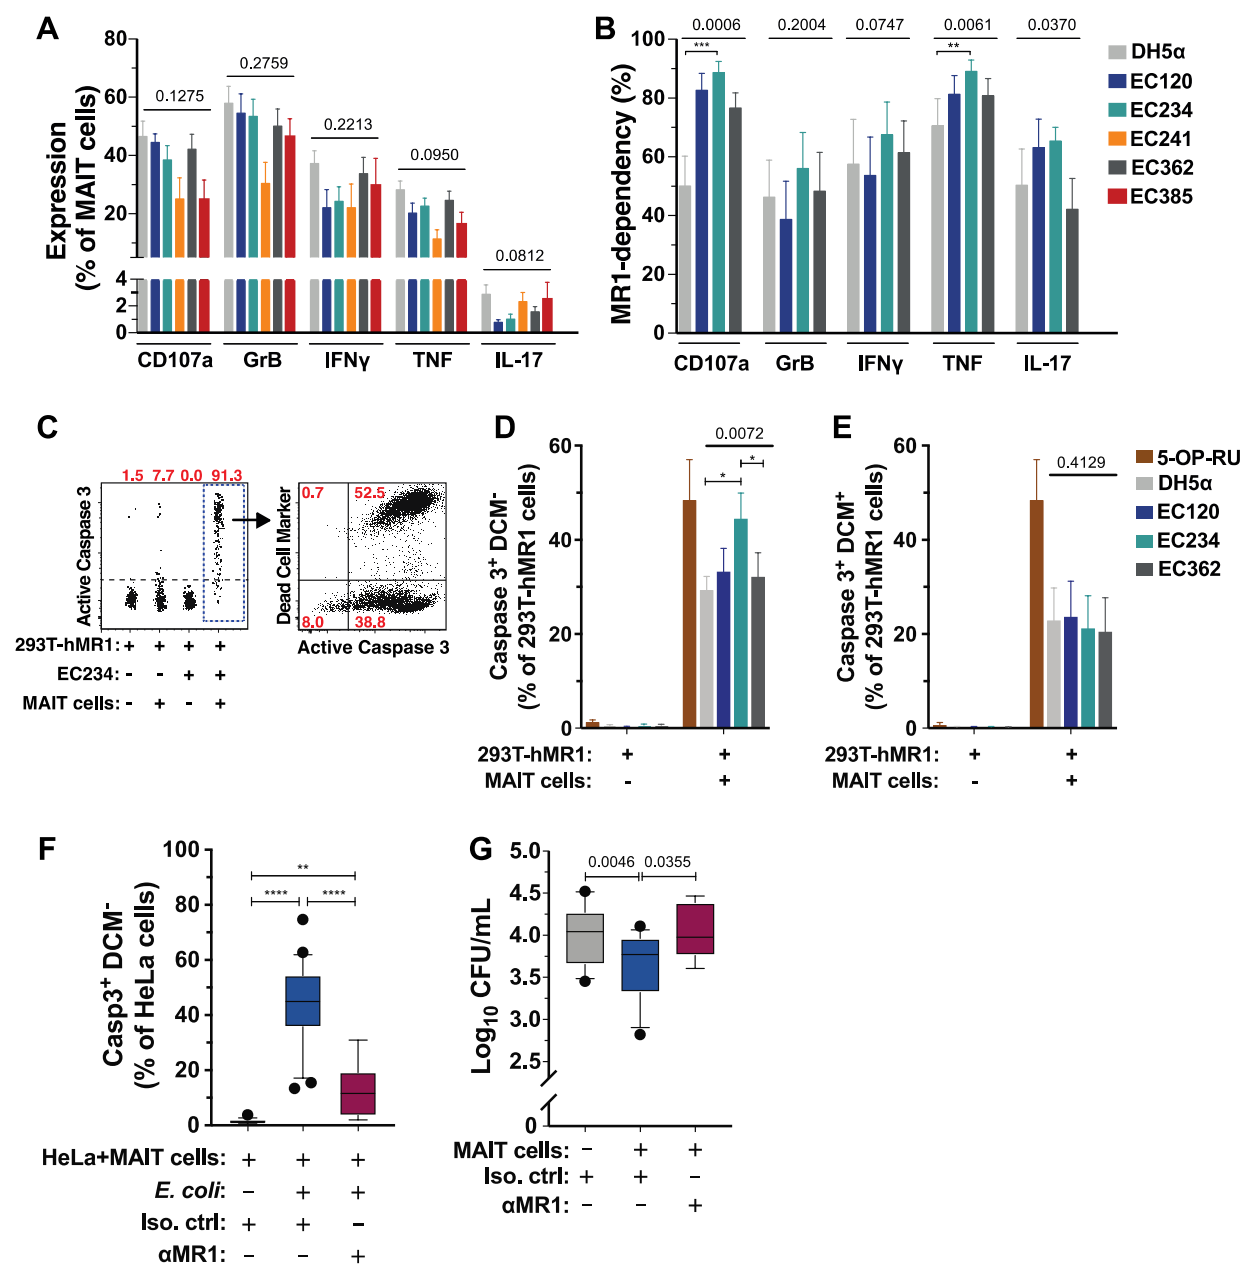 A
80
60
40
20
4
2
0
Expression
(% of MAIT cells)
0.1275
0.2759
0.2213
0.0950
0.0812
CD107a
GrB
IFNγ
TNF
IL-17
B
100
80
60
40
20
0
MR1-dependency (%)
0.0006
0.2004
0.0747
0.0061
0.0370
***
**
CD107a
GrB
IFNγ
TNF
IL-17
DH5α
EC120
EC234
EC241
EC362
EC385
C
1.5 7.7 0.0 91.3
Active Caspase 3
293T-hMR1: + + + +
EC234: - - + +
MAIT cells: - + - +
Dead Cell Marker
0.7 52.5
8.0 38.8
Active Caspase 3
D
60
40
20
0
Caspase 3+ DCM-
(% of 293T-hMR1 cells)
0.0072
*
*
293T-hMR1: + +
MAIT cells: - +
E
60
40
20
0
Caspase 3+ DCM+
(% of 293T-hMR1 cells)
0.4129
293T-hMR1: + +
MAIT cells: - +
5-OP-RU
DH5α
EC120
EC234
EC362
F
100
80
60
40
20
0
Casp3+ DCM-
(% of HeLa cells)
**
**** ****
HeLa+MAIT cells: + + +
E. coli: − + +
Iso. ctrl: + + −
αMR1: − − +
G
5.0
4.5
4.0
3.5
3.0
2.5
0
Log10 CFU/mL
0.0046 0.0355
MAIT cells: − + +
Iso. ctrl: + + −
αMR1: − − +